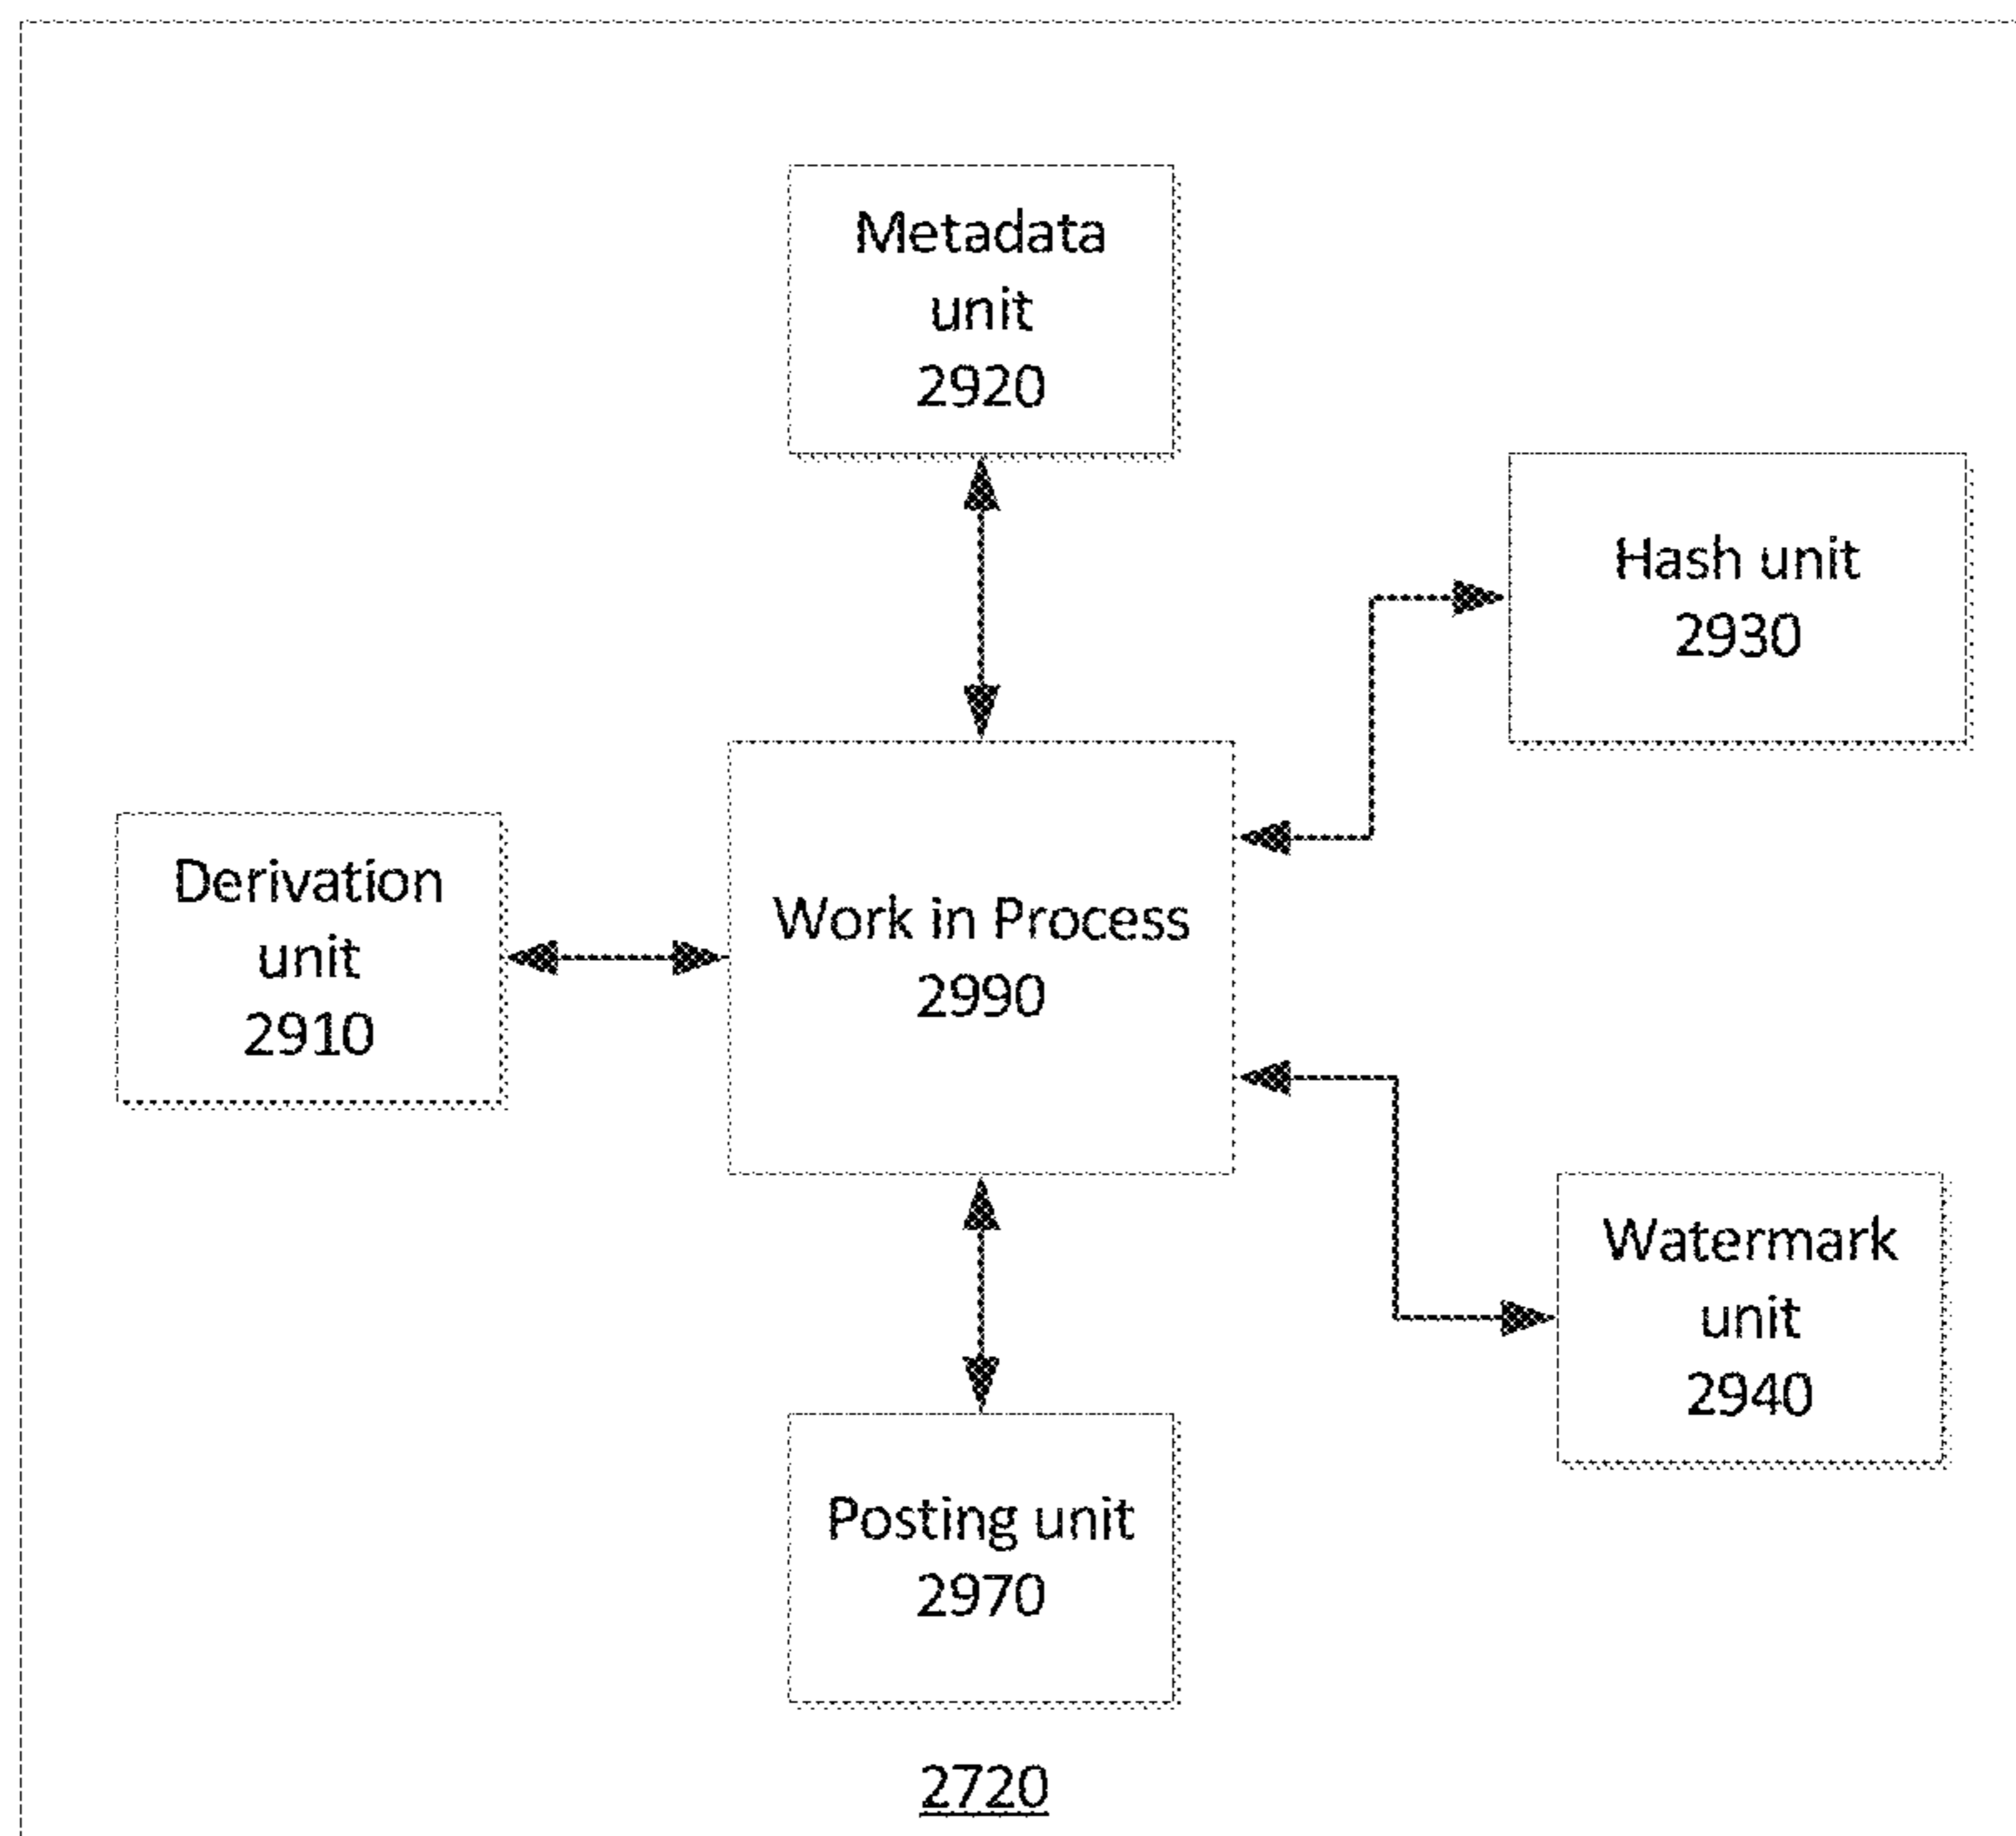 Metadata
unit
2920
Hash unit
2930
Derivation
unit
2910
Work in Process
2990
Watermark
unit
2940
Posting unit
2970
2720